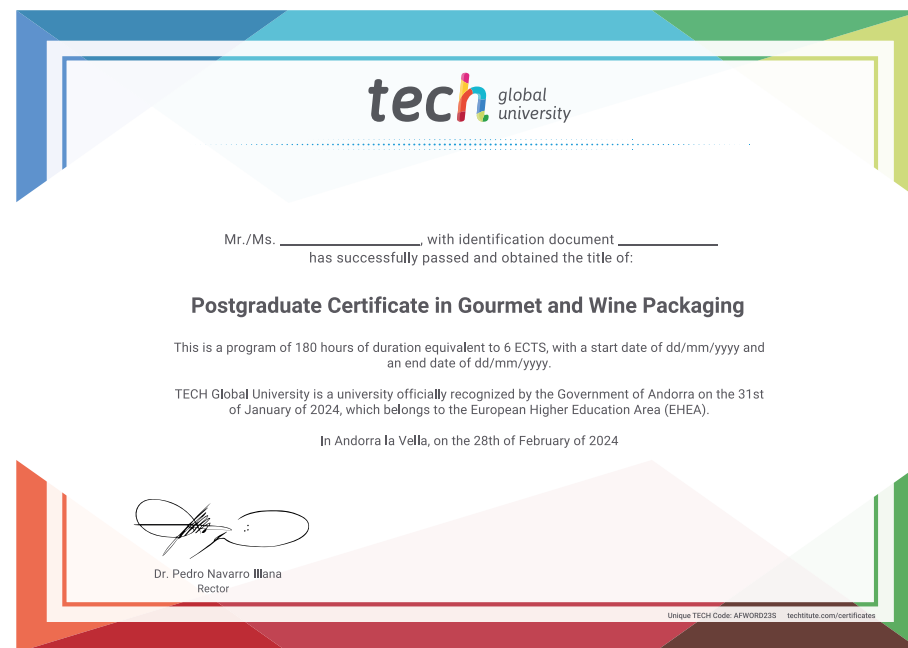 tech global
university
Mr./Ms. ____________, with identification document ____________
has successfully passed and obtained the title of:
Postgraduate Certificate in Gourmet and Wine Packaging
This is a program of 180 hours of duration equivalent to 6 ECTS, with a start date of dd/mm/yyyy and
an end date of dd/mm/yyyy.
TECH Global University is a university officially recognized by the Government of Andorra on the 31st
of January of 2024, which belongs to the European Higher Education Area (EHEA).
In Andorra la Vella, on the 28th of February of 2024
Dr. Pedro Navarro Illana
Rector
Unique TECH Code: AFWORD23S techtitute.com/certificates